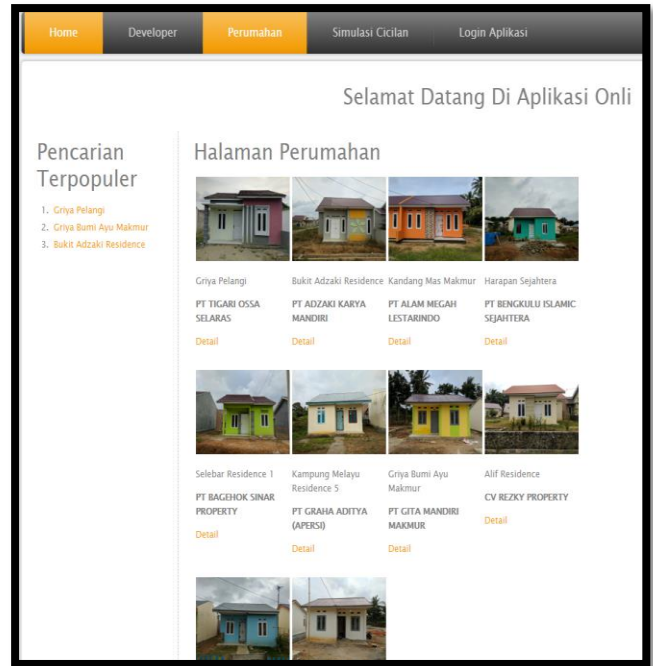 Home Developer Perumahan Simulasi Cicilan Login Aplikasi
Selamat Datang Di Aplikasi Onli
Pencarian
Terpopuler
1. Griya Pelangi
2. Griya Bumi Ayu Makmur
3. Bukit Adzaki Residence
Halaman Perumahan
Griya Pelangi
PT TIGARI OSSA
SELARAS
Detail
Bukit Adzaki Residence
PT ADZAKI KARYA
MANDIRI
Detail
Kandang Mas Makmur
PT ALAM MEGAH
LESTARINDO
Detail
Harapan Sejahtera
PT BENGKULU ISLAMIC
SEJAHTERA
Detail
Selebar Residence 1
PT BAGEHOK SINAR
PROPERTY
Detail
Kampung Melayu
Residence 5
PT GRAHA ADITYA
(APERSI)
Detail
Griya Bumi Ayu
Makmur
PT GITA MANDIRI
MAKMUR
Detail
Alif Residence
CV REZKY PROPERTY
Detail